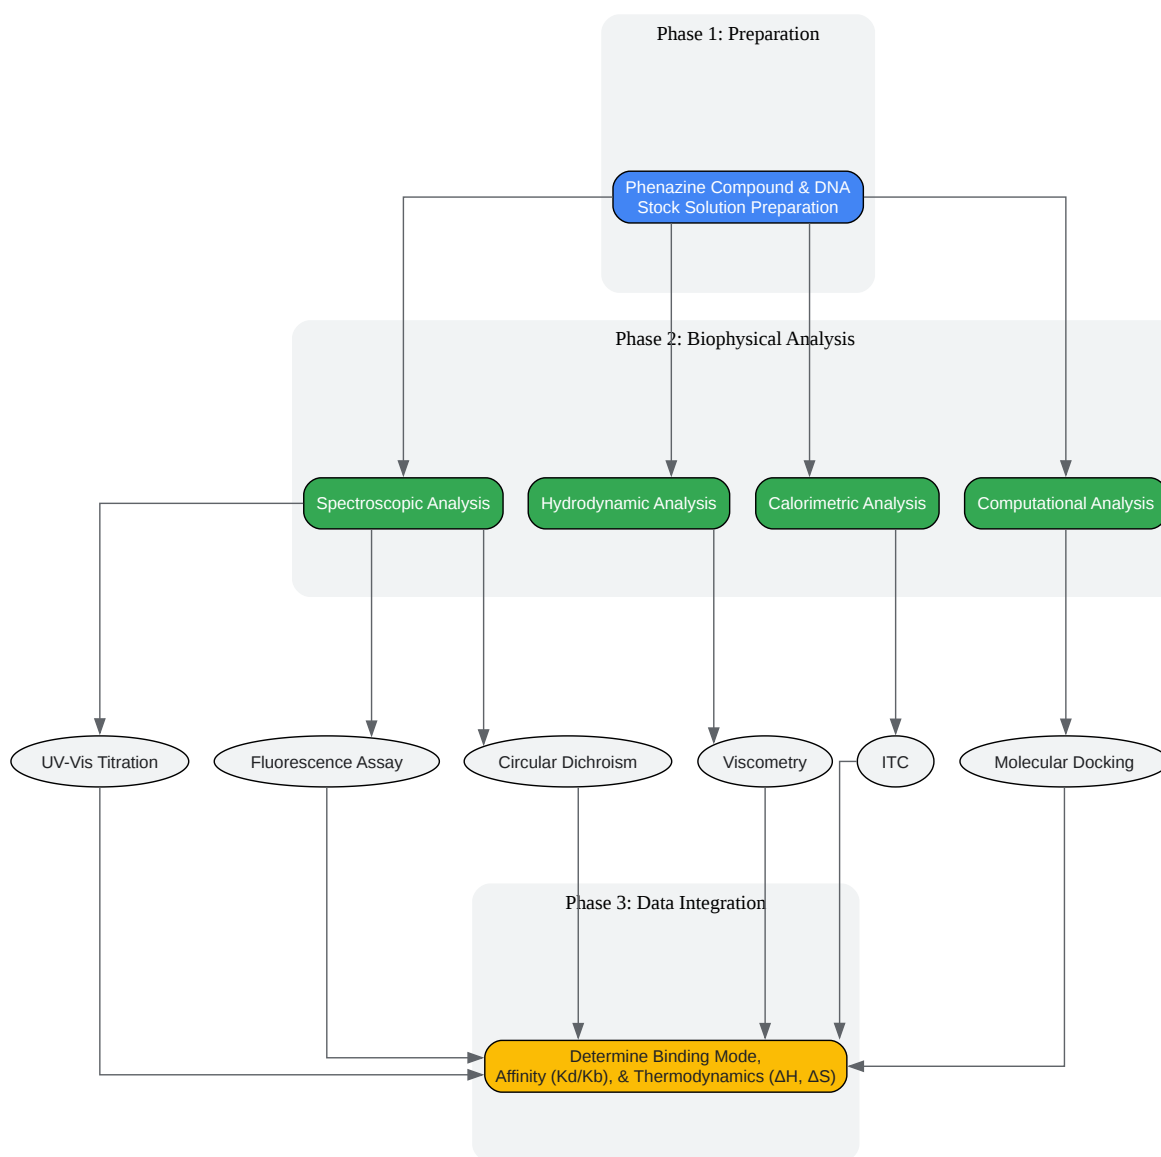 Phase 1: Preparation
Phenazine Compound & DNA
Stock Solution Preparation
Phase 2: Biophysical Analysis
Spectroscopic Analysis
Hydrodynamic Analysis
Calorimetric Analysis
Computational Analysis
UV-Vis Titration
Fluorescence Assay
Circular Dichroism
Viscometry
ITC
Molecular Docking
Phase 3: Data Integration
Determine Binding Mode,
Affinity (Kd/Kb), & Thermodynamics (ΔH, ΔS)